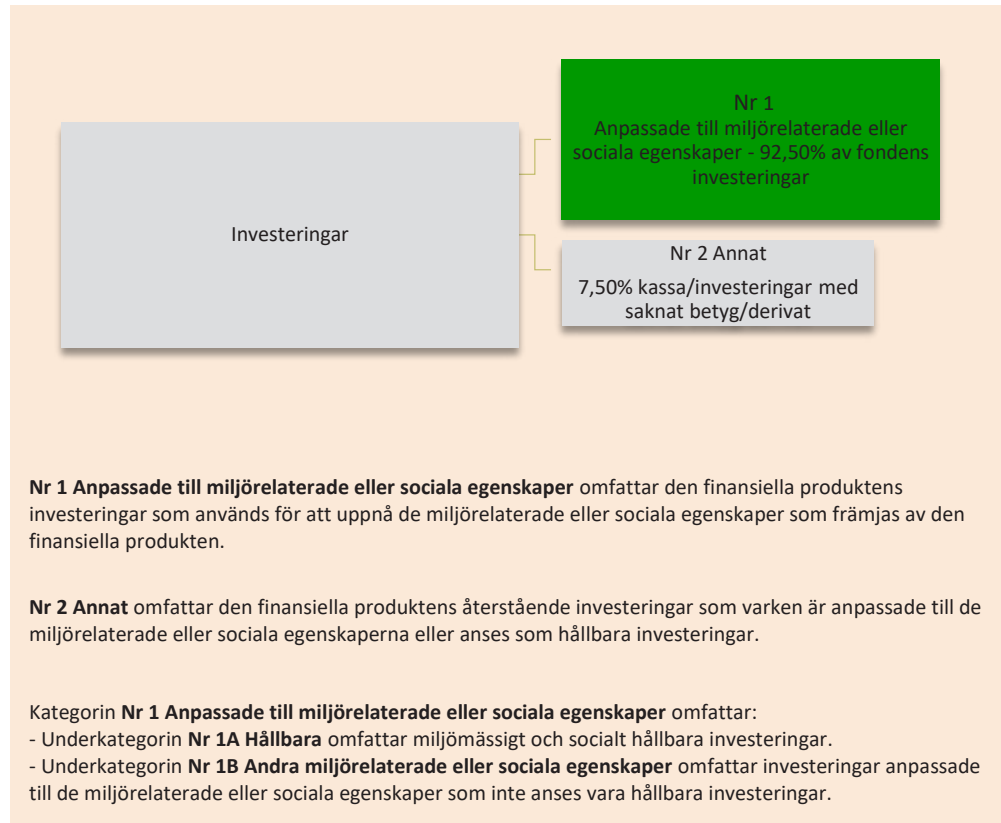 Nr 1
Anpassade till miljörelaterade eller
sociala egenskaper - 92,50% av fondens
investeringar
Investeringar
Nr 2 Annat
7,50% kassa/investeringar med
saknat betyg/derivat
Nr 1 Anpassade till miljörelaterade eller sociala egenskaper omfattar den finansiella produktens
investeringar som används för att uppnå de miljörelaterade eller sociala egenskaper som främjas av den
finansiella produkten.
Nr 2 Annat omfattar den finansiella produktens återstående investeringar som varken är anpassade till de
miljörelaterade eller sociala egenskaperna eller anses som hållbara investeringar.
Kategorin Nr 1 Anpassade till miljörelaterade eller sociala egenskaper omfattar:
- Underkategorin Nr 1A Hållbara omfattar miljömässigt och socialt hållbara investeringar.
- Underkategorin Nr 1B Andra miljörelaterade eller sociala egenskaper omfattar investeringar anpassade
till de miljörelaterade eller sociala egenskaper som inte anses vara hållbara investeringar.